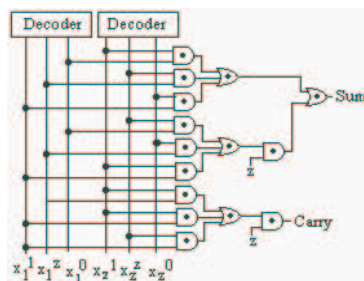 Decoder Decoder
Sum
z
Carry
z
x₁¹ x₁ᶻ x₁⁰ x₂¹ x₂ᶻ x₂⁰